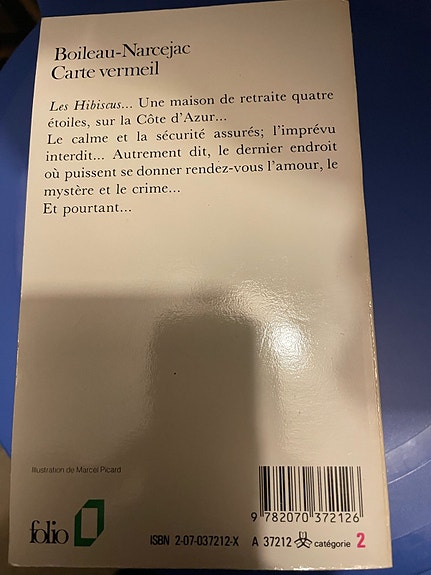 Boileau-Narcejac
Carte vermeil
Les Hibiscus... Une maison de retraite quatre
étoiles, sur la Côte d'Azur...
Le calme et la sécurité assurés; l'imprévu
interdit... Autrement dit, le dernier endroit
où puissent se donner rendez-vous l'amour, le
mystère et le crime...
Et pourtant...
Illustration de Marcel Picard
9 782070 372126
folio
ISBN 2-07-037212-X A 37212 catégorie 2